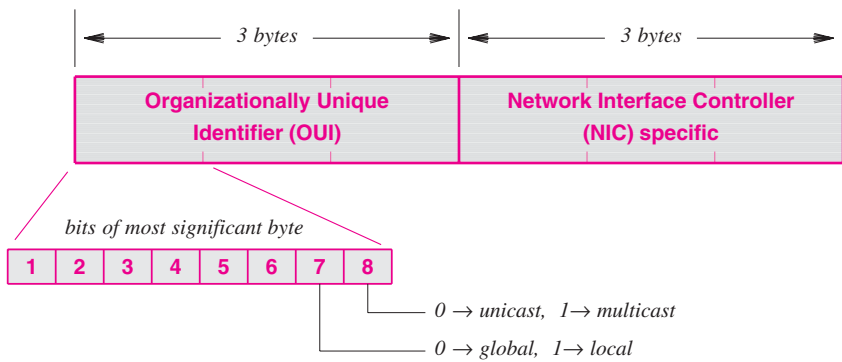 3 bytes 3 bytes
Organizationally Unique Network Interface Controller
Identifier (OUI) (NIC) specific
bits of most significant byte
1 2 3 4 5 6 7 8
0 → unicast, 1→ multicast
0 → global, 1→ local